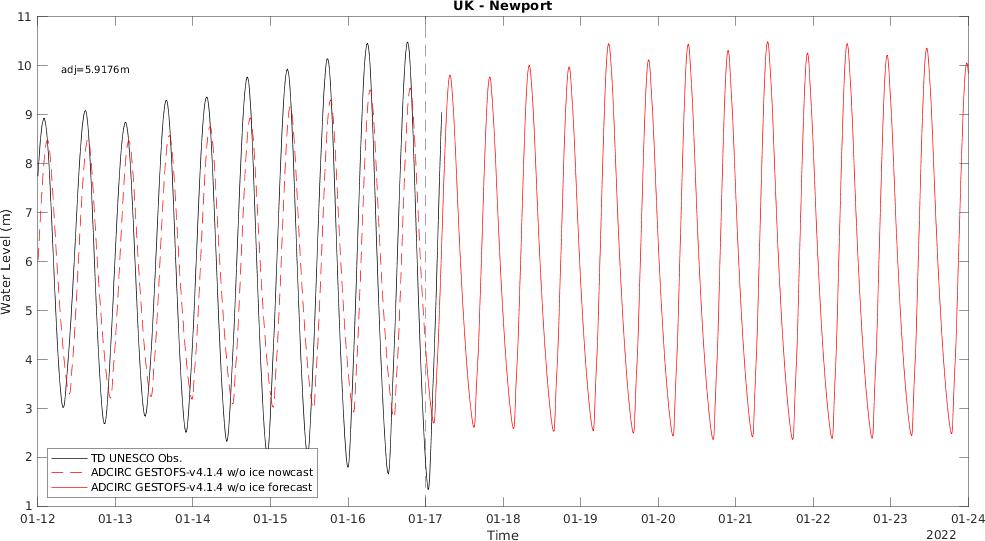 UK - Newport
11
10
9
8
7
6
5
4
3
2
1
Water Level (m)
adj=5.9176m
TD UNESCO Obs.
ADCIRC GESTOFS-v4.1.4 w/o ice nowcast
ADCIRC GESTOFS-v4.1.4 w/o ice forecast
01-12 01-13 01-14 01-15 01-16 01-17 01-18 01-19 01-20 01-21 01-22 01-23 01-24
2022
Time